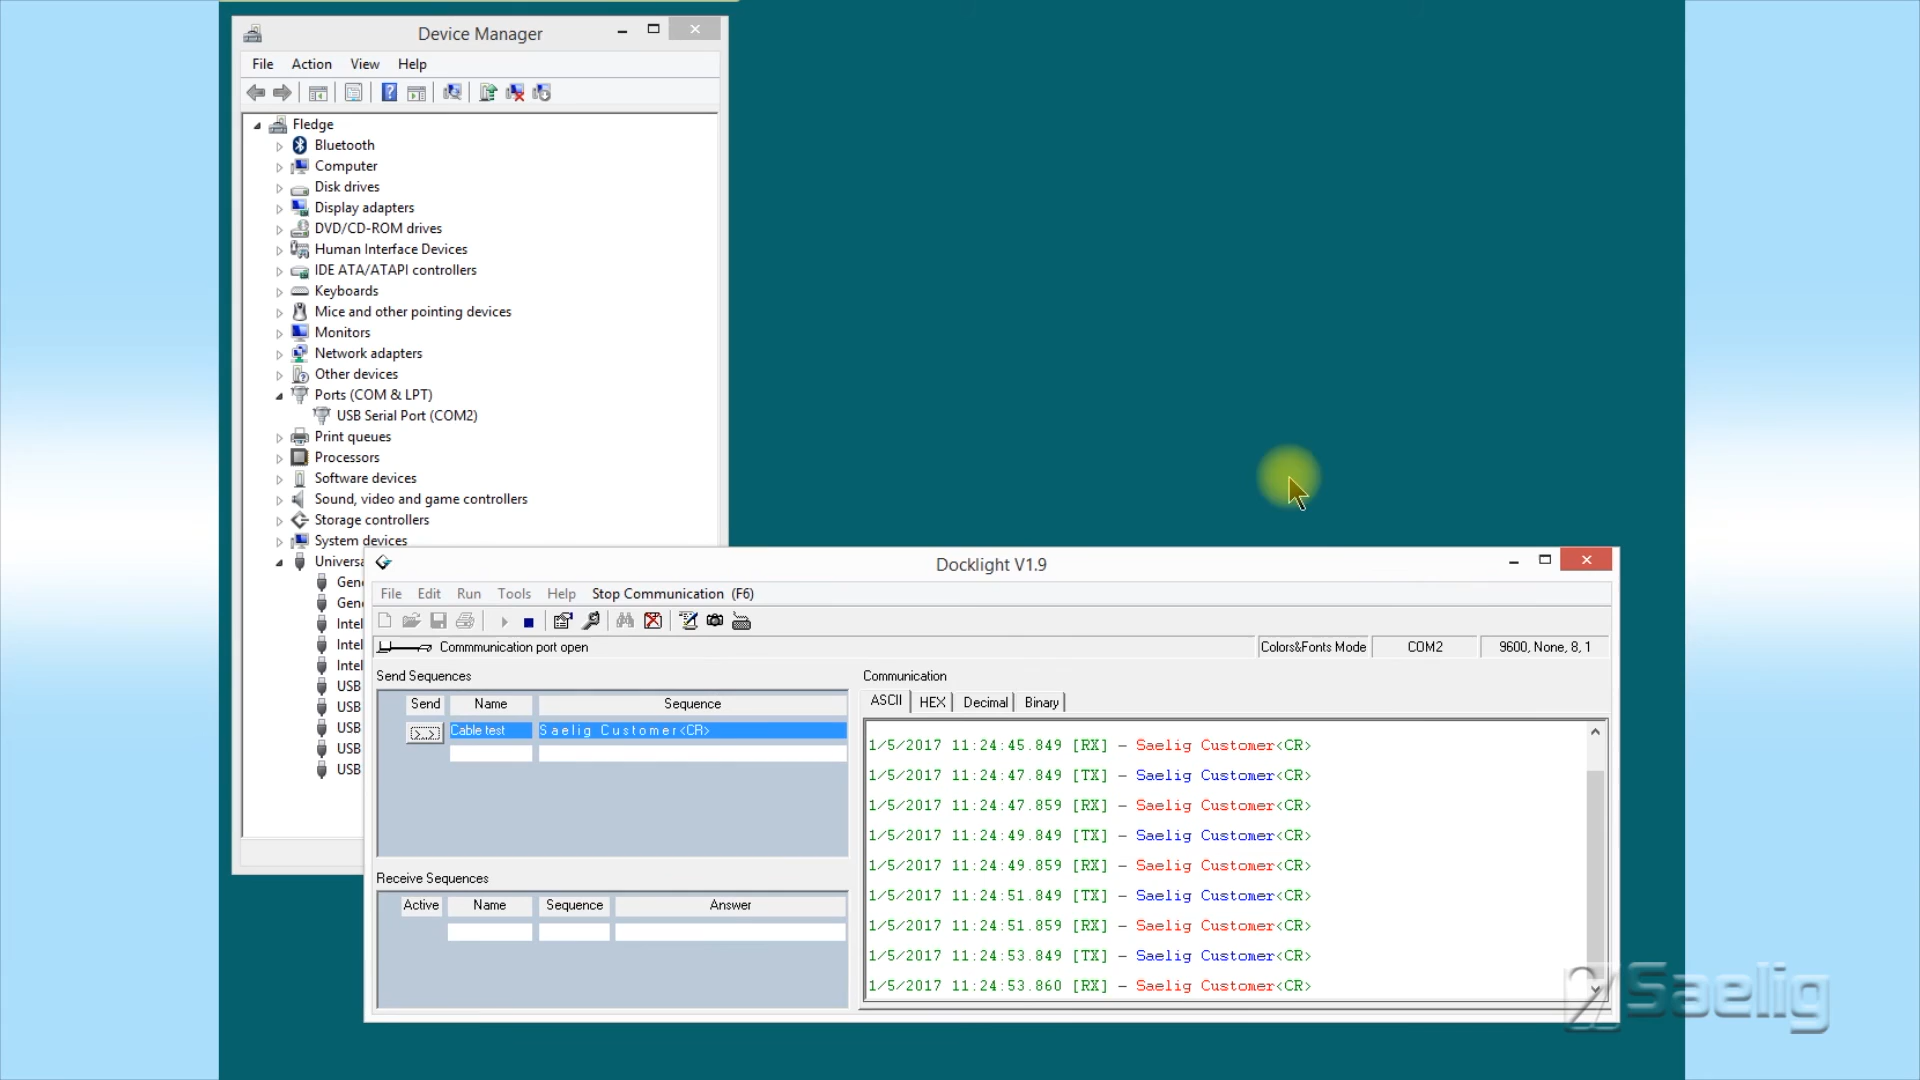 Device Manager
File Action View Help
Fledge
Bluetooth
Computer
Disk drives
Display adapters
DVD/CD-ROM drives
Human Interface Devices
IDE ATA/ATAPI controllers
Keyboards
Mice and other pointing devices
Monitors
Network adapters
Other devices
Ports (COM & LPT)
USB Serial Port (COM2)
Print queues
Processors
Software devices
Sound, video and game controllers
Storage controllers
System devices
Universa
Gene
Gene
Intel
Intel
Intel
USB
USB
USB
USB
USB
Docklight V1.9
File Edit Run Tools Help Stop Communication (F6)
Commmunication port open
Colors&Fonts Mode COM2 9600, None, 8, 1
Send Sequences
Send Name Sequence
Cable test Saelig Customer<CR>
Receive Sequences
Active Name Sequence Answer
Communication
ASCII HEX Decimal Binary
1/5/2017 11:24:45.849 [RX] - Saelig Customer<CR>
1/5/2017 11:24:47.849 [TX] - Saelig Customer<CR>
1/5/2017 11:24:47.859 [RX] - Saelig Customer<CR>
1/5/2017 11:24:49.849 [TX] - Saelig Customer<CR>
1/5/2017 11:24:49.859 [RX] - Saelig Customer<CR>
1/5/2017 11:24:51.849 [TX] - Saelig Customer<CR>
1/5/2017 11:24:51.859 [RX] - Saelig Customer<CR>
1/5/2017 11:24:53.849 [TX] - Saelig Customer<CR>
1/5/2017 11:24:53.860 [RX] - Saelig Customer<CR>
Saelig